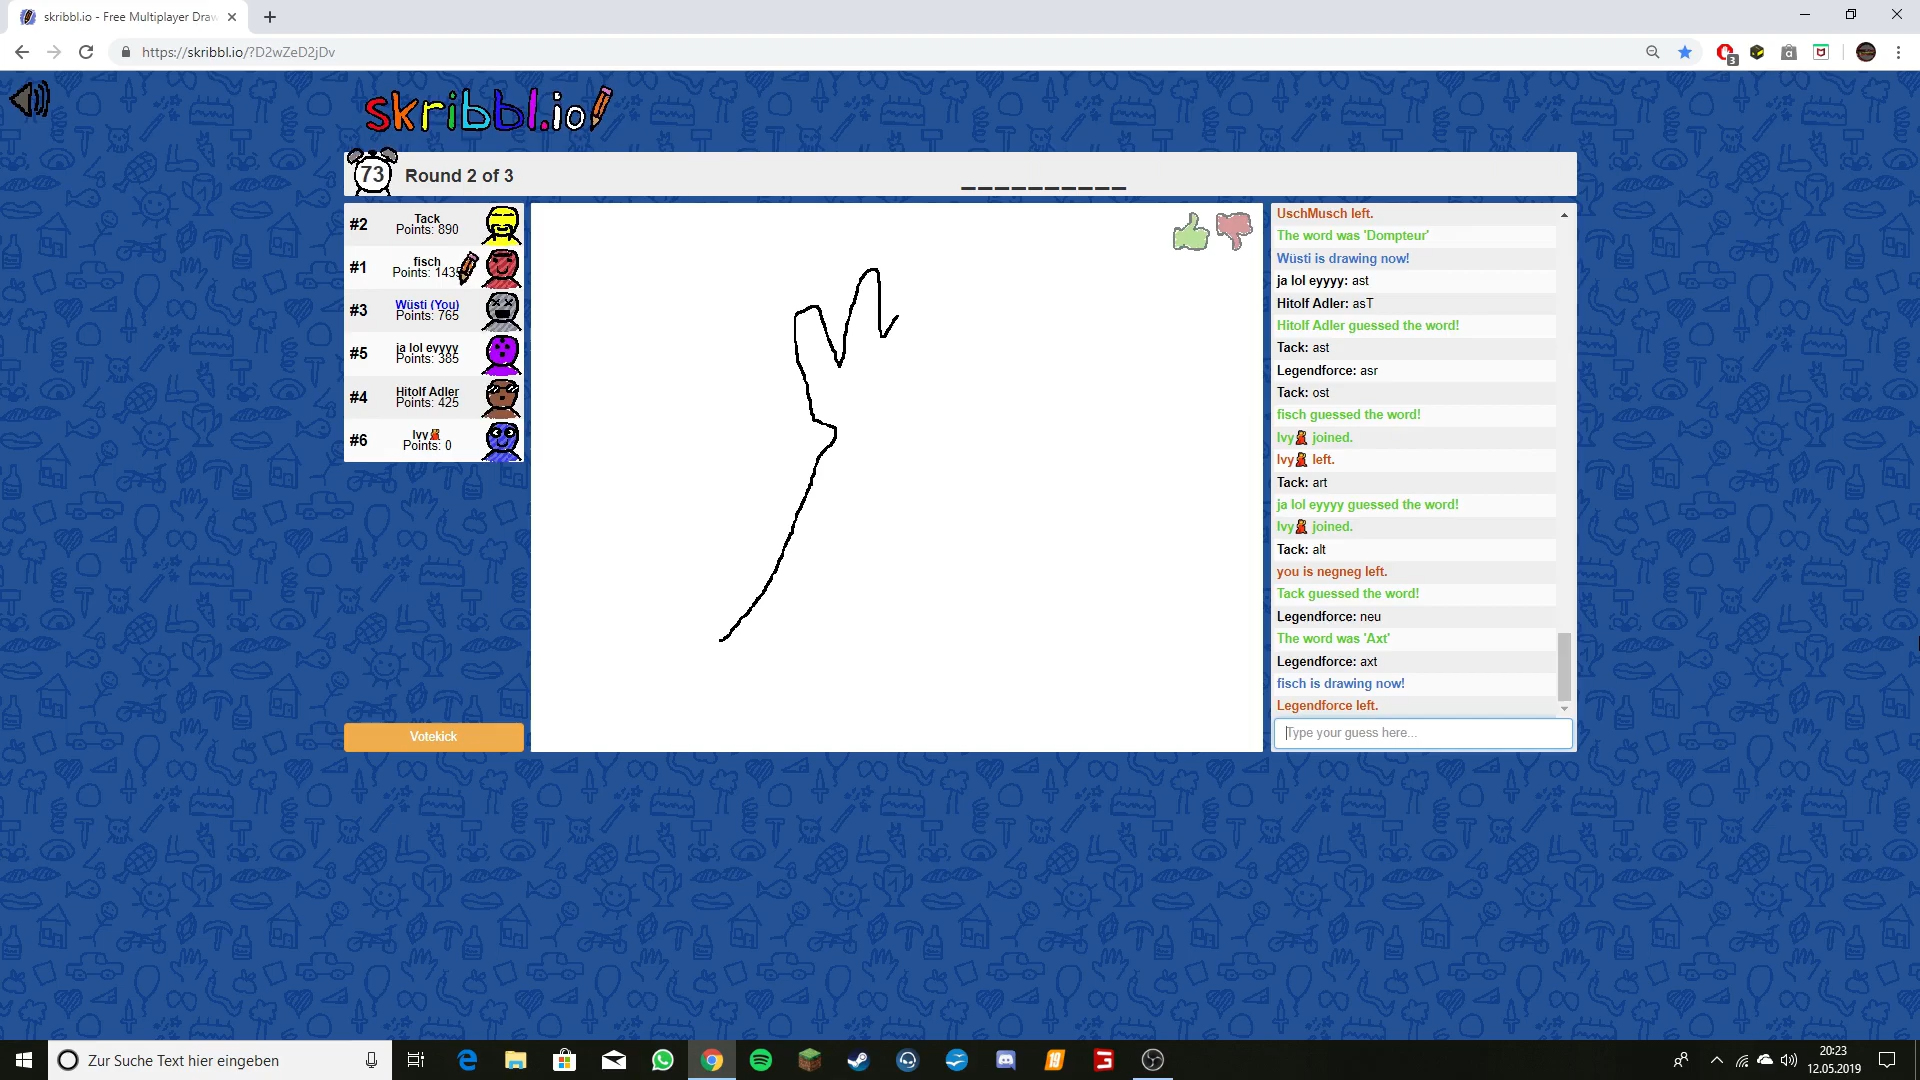 skribbl.io - Free Multiplayer Draw
https://skribbl.io/?D2wZeD2jDv
3
skribbl.io
73
Round 2 of 3
__________
#2
Tack
Points: 890
#1
fisch
Points: 1435
#3
Wüsti (You)
Points: 765
#5
ja lol eyyyy
Points: 385
#4
Hitolf Adler
Points: 425
#6
Ivy
Points: 0
Votekick
UschMusch left.
The word was 'Dompteur'
Wüsti is drawing now!
ja lol eyyyy: ast
Hitolf Adler: asT
Hitolf Adler guessed the word!
Tack: ast
Legendforce: asr
Tack: ost
fisch guessed the word!
Ivy joined.
Ivy left.
Tack: art
ja lol eyyyy guessed the word!
Ivy joined.
Tack: alt
you is negneg left.
Tack guessed the word!
Legendforce: neu
The word was 'Axt'
Legendforce: axt
fisch is drawing now!
Legendforce left.
Type your guess here...
Zur Suche Text hier eingeben
19
20:23
12.05.2019